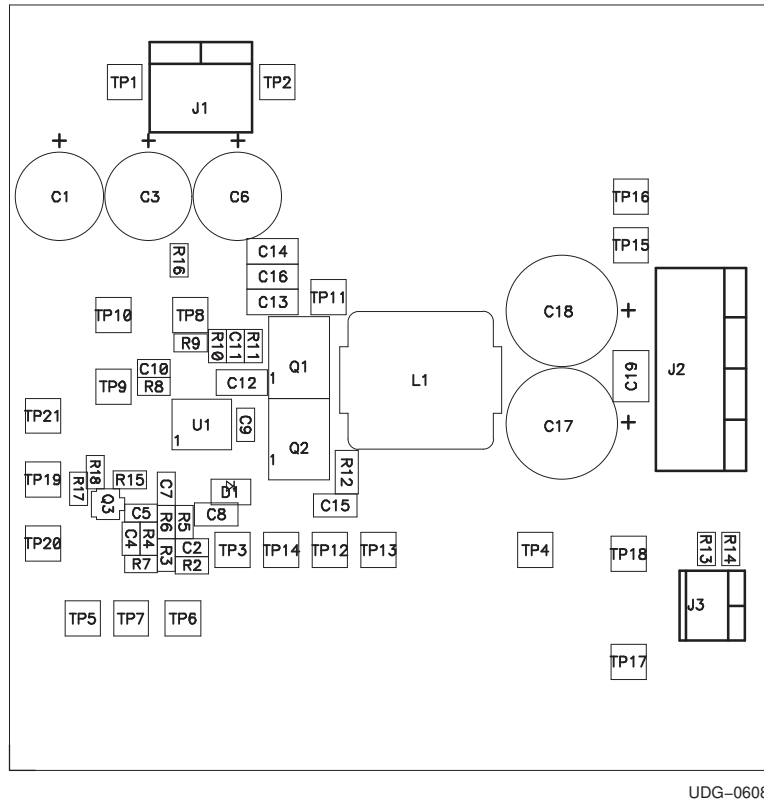 TP1
TP2
J1
+ + +
C1
C3
C6
TP16
TP15
R16
C14
C16
C13
TP11
TP10
TP8
R9
R10
C11
R11
C18
+
C10
R8
TP9
C12
Q1
1
L1
C19
J2
TP21
U1
1
C9
Q2
1
C17
+
TP19
R18
R17
R15
Q3
C7
D1
R12
C15
TP20
C5
C4
R4
R6
R5
C8
R7
R3
C2
R2
TP3
TP14
TP12
TP13
TP4
TP18
R13
R14
TP5
TP7
TP6
J3
TP17
UDG–0608